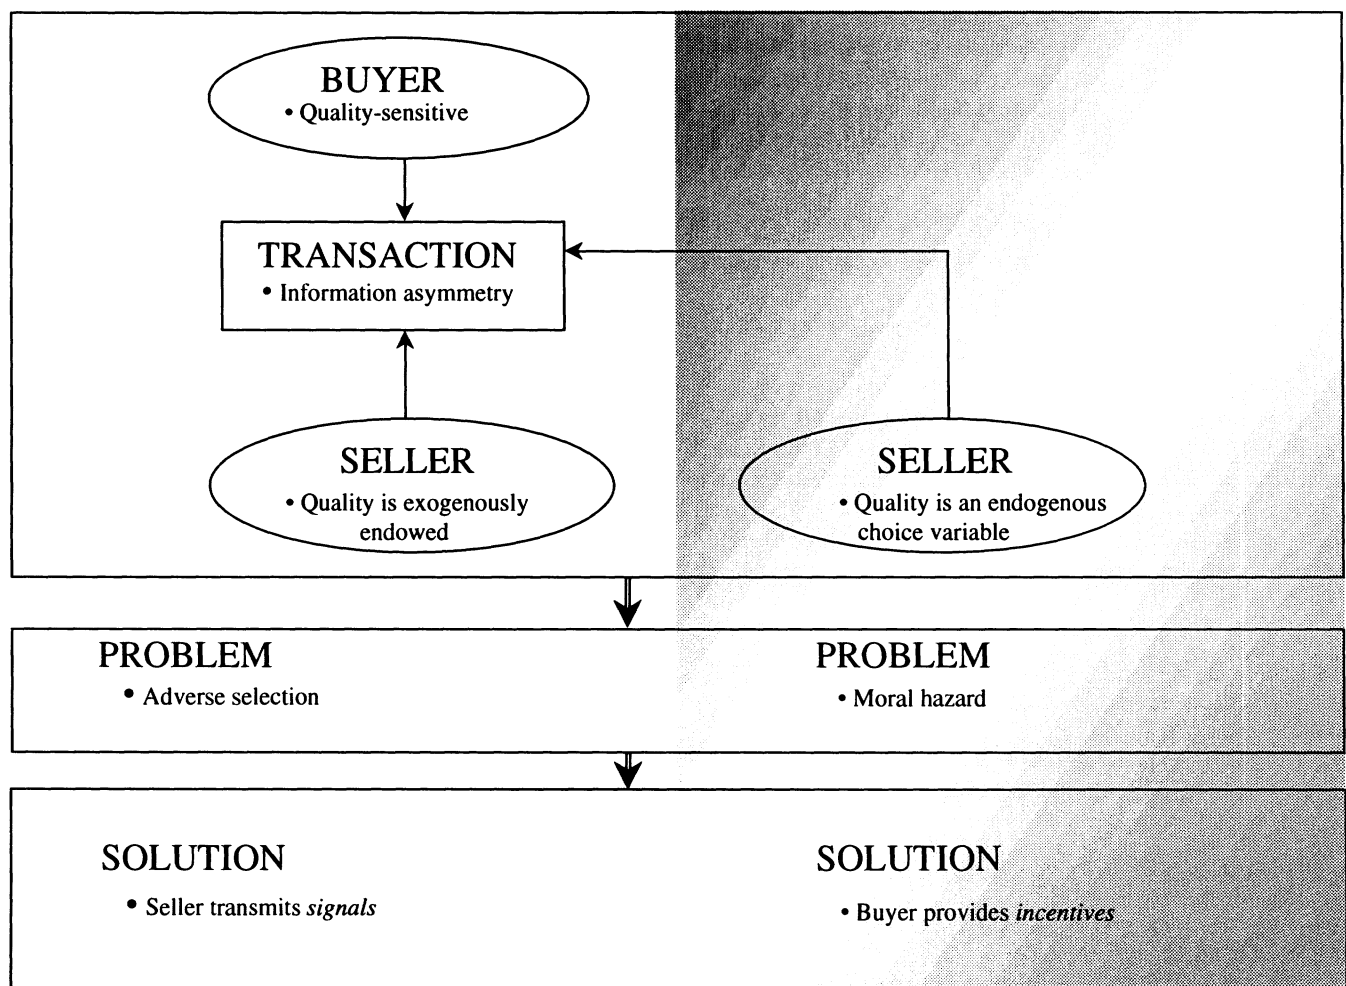 BUYER
• Quality-sensitive
TRANSACTION
• Information asymmetry
SELLER
• Quality is exogenously
endowed
SELLER
• Quality is an endogenous
choice variable
PROBLEM
• Adverse selection
PROBLEM
• Moral hazard
SOLUTION
• Seller transmits signals
SOLUTION
• Buyer provides incentives